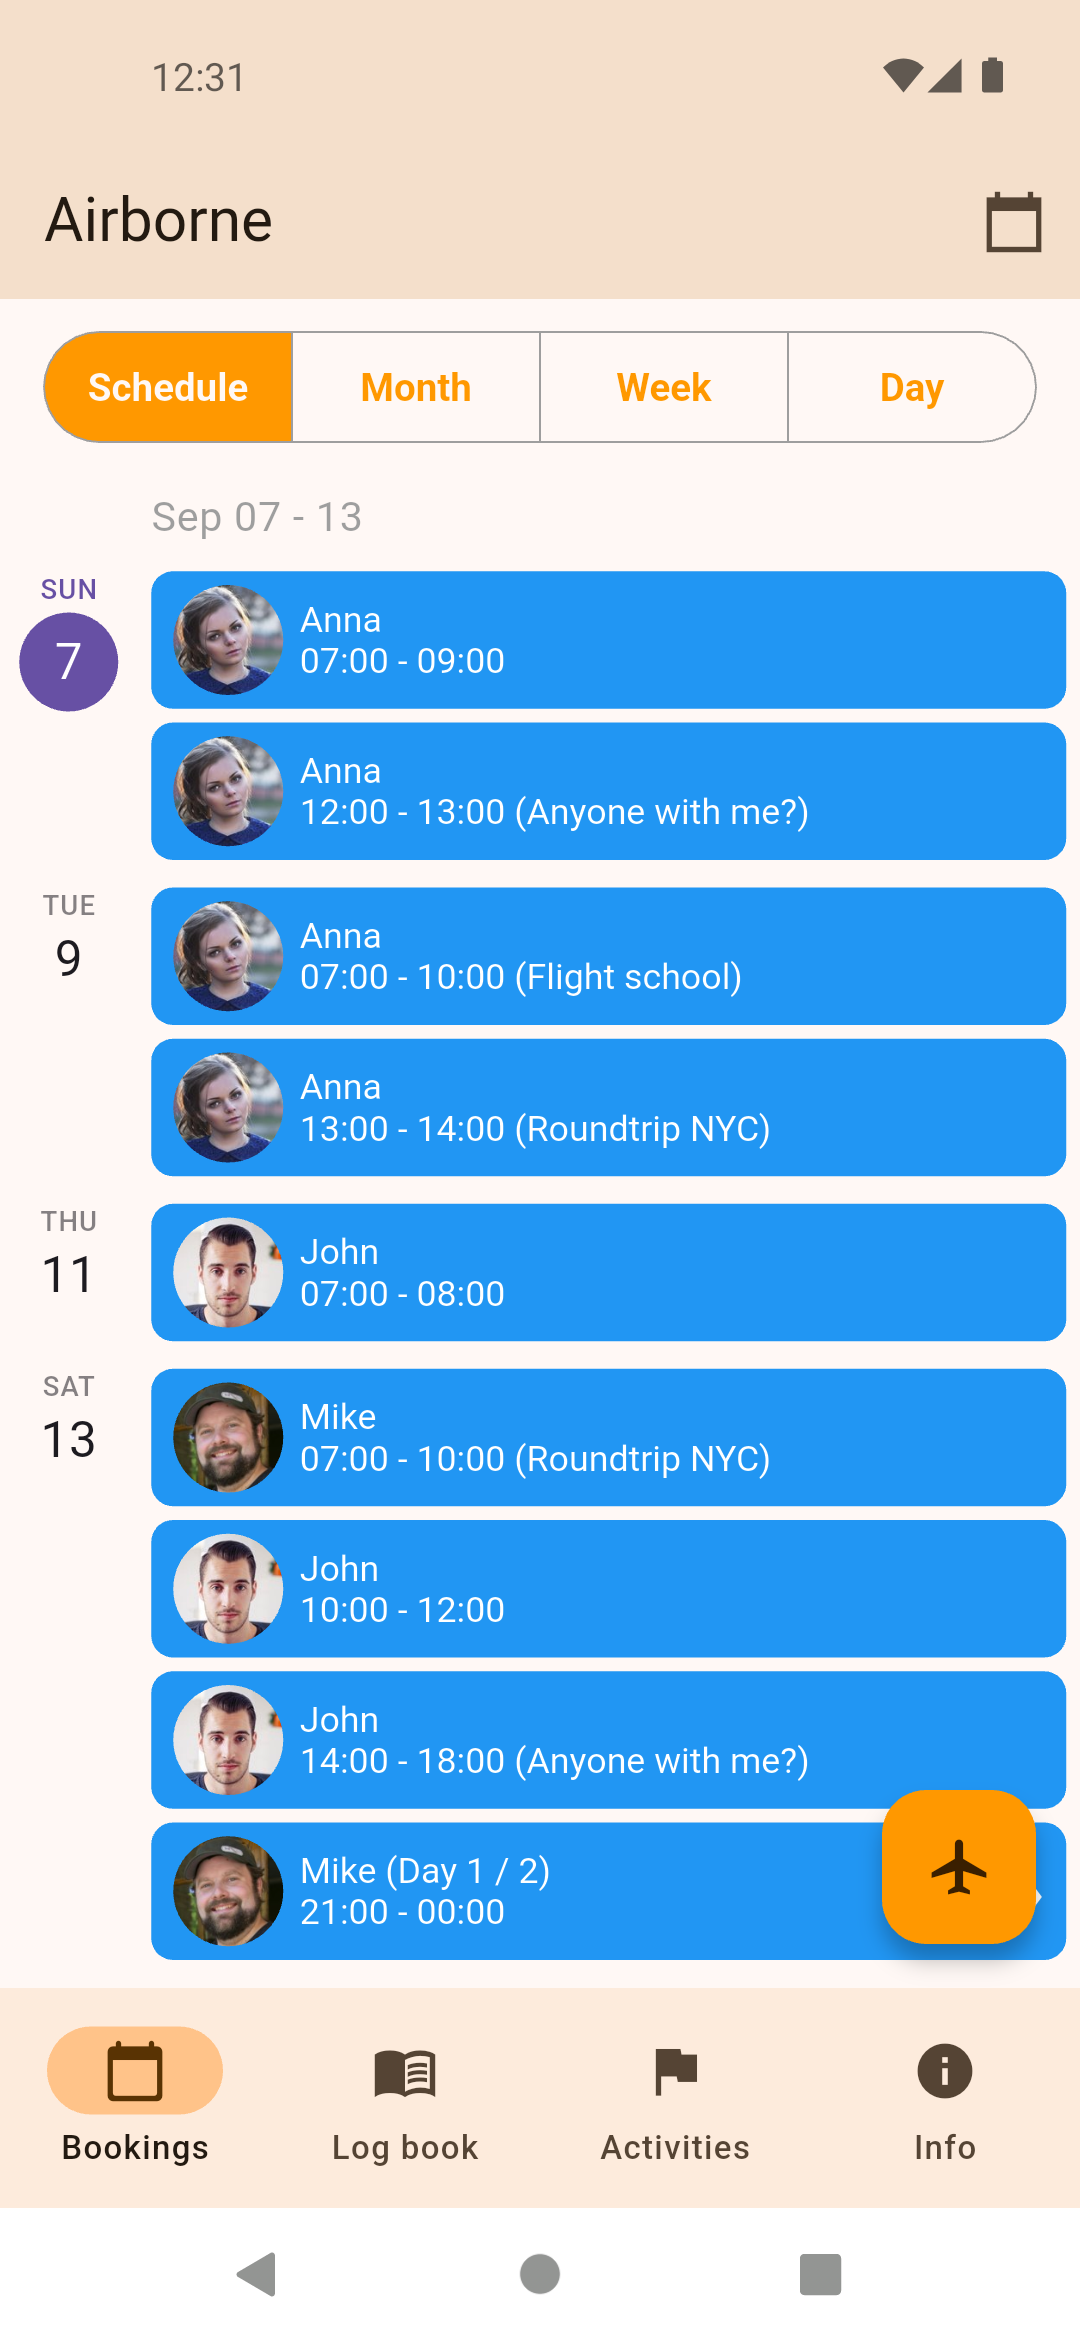 12:31
Airborne
Schedule
Month
Week
Day
Sep 07 - 13
SUN
7
Anna
07:00 - 09:00
Anna
12:00 - 13:00 (Anyone with me?)
TUE
9
Anna
07:00 - 10:00 (Flight school)
Anna
13:00 - 14:00 (Roundtrip NYC)
THU
11
John
07:00 - 08:00
SAT
13
Mike
07:00 - 10:00 (Roundtrip NYC)
John
10:00 - 12:00
John
14:00 - 18:00 (Anyone with me?)
Mike (Day 1 / 2)
21:00 - 00:00
Bookings
Log book
Activities
Info